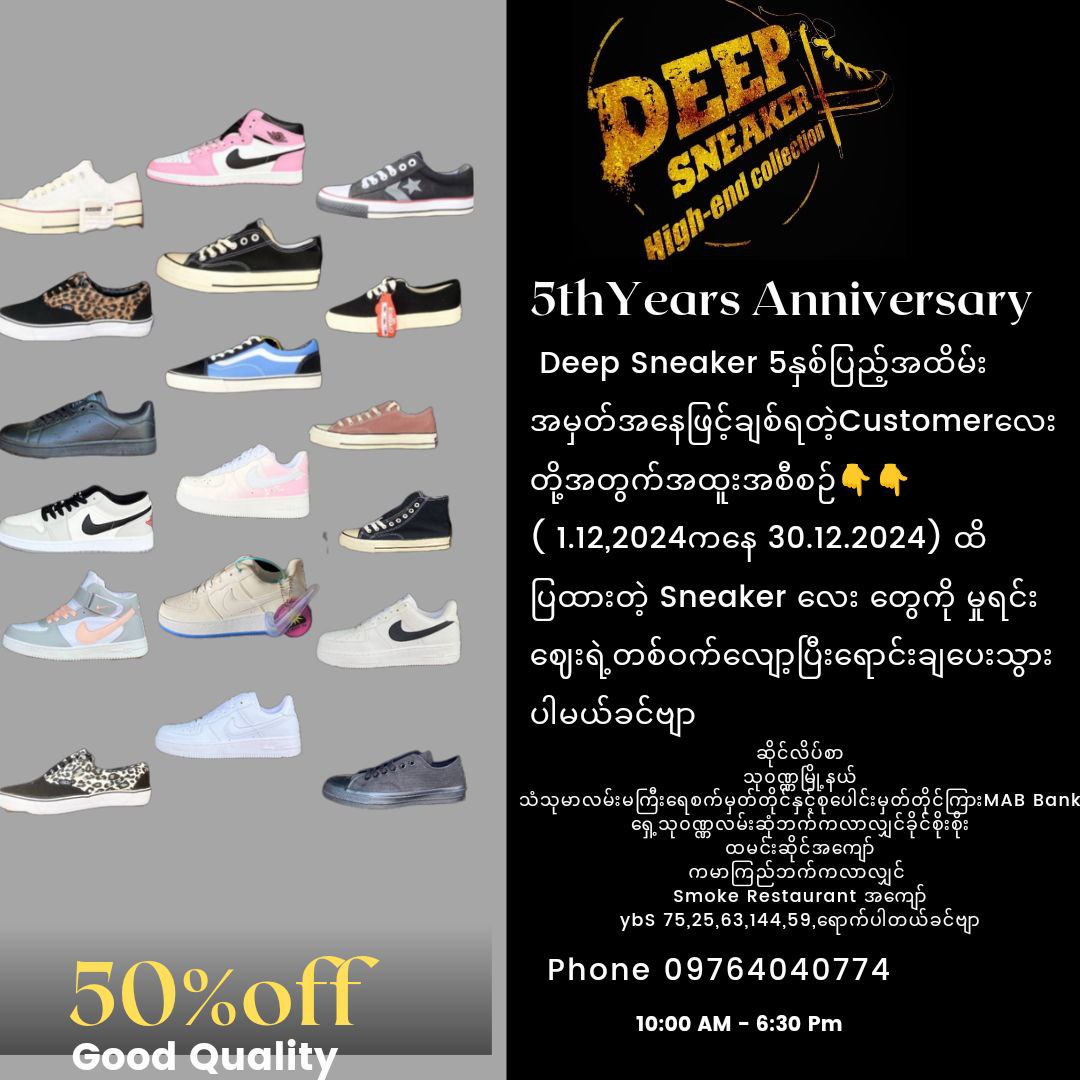 DEEP
SNEAKER
High-end collection
5thYears Anniversary
Deep Sneaker 5နှစ်ပြည့်အထိမ်း
အမှတ်အနေဖြင့်ချစ်ရတဲ့Customerလေး
တို့အတွက်အထူးအစီစဉ်👇👇
( 1.12,2024ကနေ 30.12.2024) ထိ
ပြထားတဲ့ Sneaker လေး တွေကို မူရင်း
ဈေးရဲ့တစ်ဝက်လျော့ပြီးရောင်းချပေးသွား
ပါမယ်ခင်ဗျာ
ဆိုင်လိပ်စာ
သုဝဏ္ဏမြို့နယ်
သံသုမာလမ်းမကြီးရေစက်မှတ်တိုင်နှင့်စုပေါင်းမှတ်တိုင်ကြားMAB Bank
ရှေ့သုဝဏ္ဏလမ်းဆုံဘက်ကလာလျှင်ခိုင်စိုးစိုး
ထမင်းဆိုင်အကျော်
ကမာကြည်ဘက်ကလာလျှင်
Smoke Restaurant အကျော်
ybS 75,25,63,144,59,ရောက်ပါတယ်ခင်ဗျာ
Phone 09764040774
10:00 AM - 6:30 Pm
50%off
Good Quality